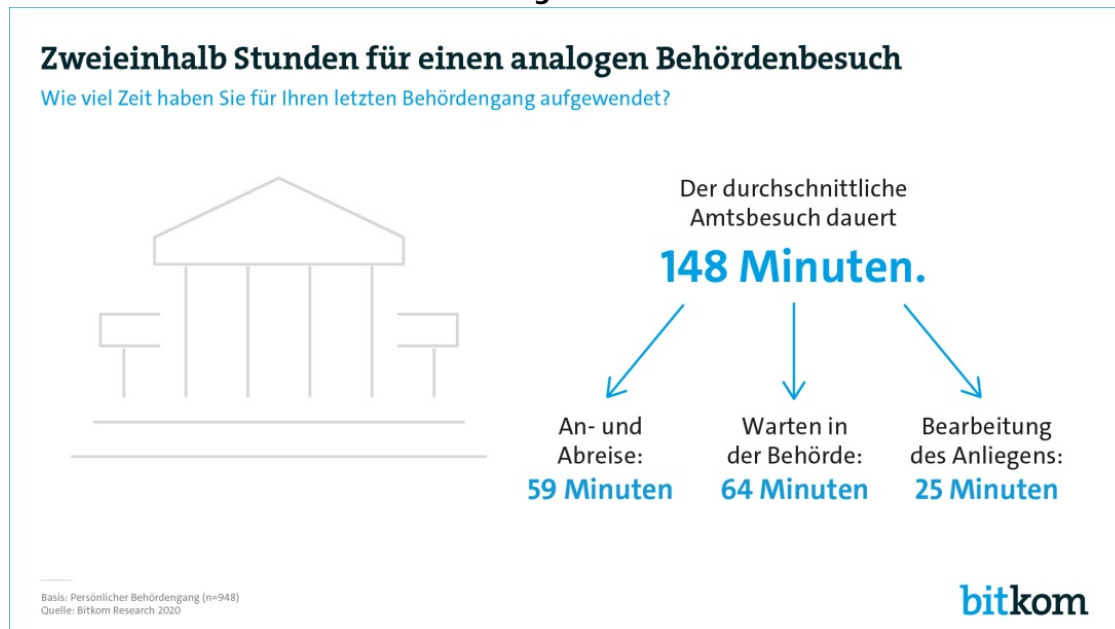 Zweieinhalb Stunden für einen analogen Behördenbesuch
Wie viel Zeit haben Sie für Ihren letzten Behördengang aufgewendet?
Der durchschnittliche
Amtsbesuch dauert
148 Minuten.
An- und
Abreise:
59 Minuten
Warten in
der Behörde:
64 Minuten
Bearbeitung
des Anliegens:
25 Minuten
Basis: Persönlicher Behördengang (n=948)
Quelle: Bitkom Research 2020
bitkom